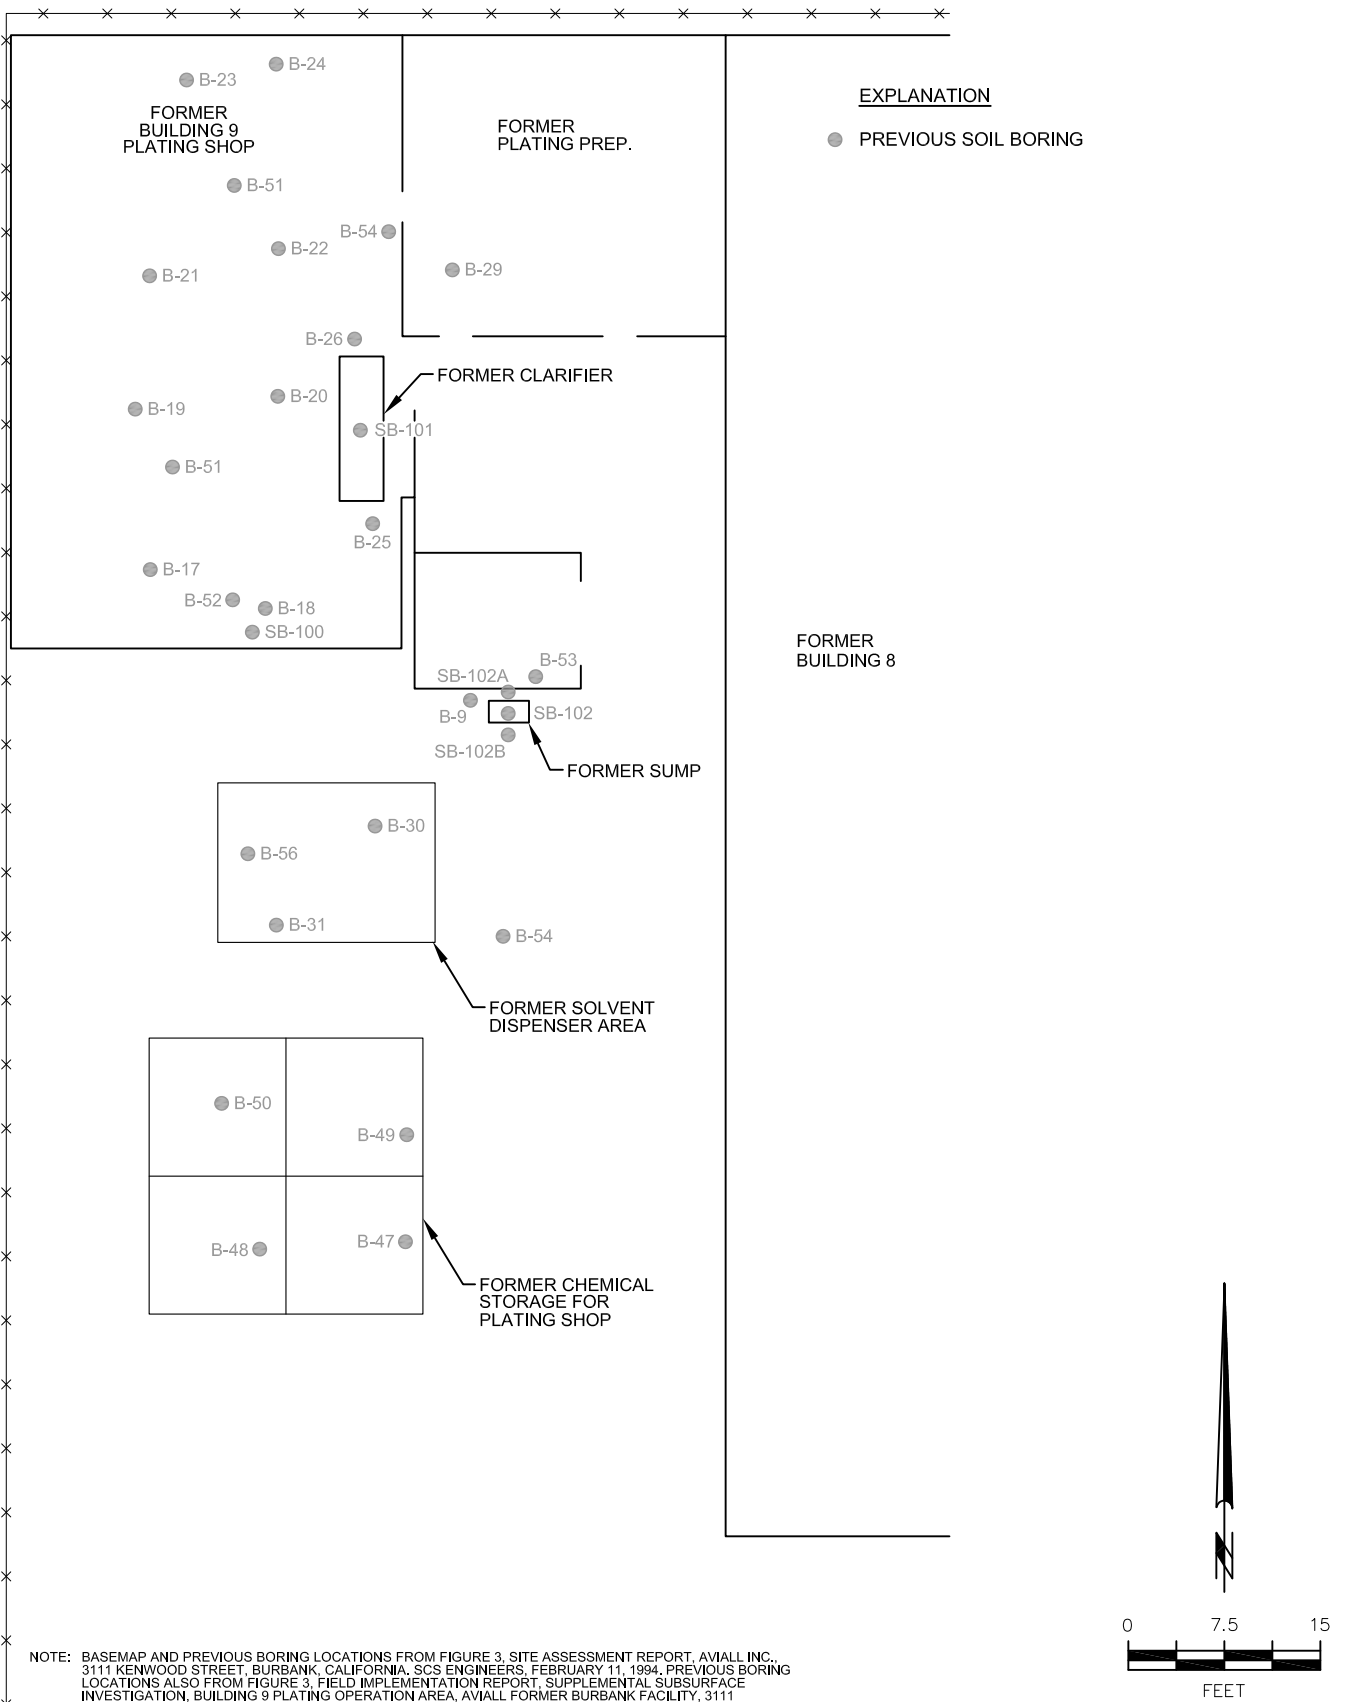 B-24
B-23
EXPLANATION
FORMER
BUILDING 9
PLATING SHOP
FORMER
PLATING PREP.
PREVIOUS SOIL BORING
B-51
B-54
B-22
B-21
B-29
B-26
FORMER CLARIFIER
B-20
B-19
SB-101
B-51
B-25
B-17
B-52
B-18
SB-100
FORMER
BUILDING 8
B-53
SB-102A
B-9
SB-102
SB-102B
FORMER SUMP
B-30
B-56
B-31
B-54
FORMER SOLVENT
DISPENSER AREA
B-50
B-49
B-48
B-47
FORMER CHEMICAL
STORAGE FOR
PLATING SHOP
N
0 7.5 15
FEET
NOTE: BASEMAP AND PREVIOUS BORING LOCATIONS FROM FIGURE 3, SITE ASSESSMENT REPORT, AVIALL INC.,
3111 KENWOOD STREET, BURBANK, CALIFORNIA. SCS ENGINEERS, FEBRUARY 11, 1994. PREVIOUS BORING
LOCATIONS ALSO FROM FIGURE 3, FIELD IMPLEMENTATION REPORT, SUPPLEMENTAL SUBSURFACE
INVESTIGATION, BUILDING 9 PLATING OPERATION AREA, AVIALL FORMER BURBANK FACILITY, 3111